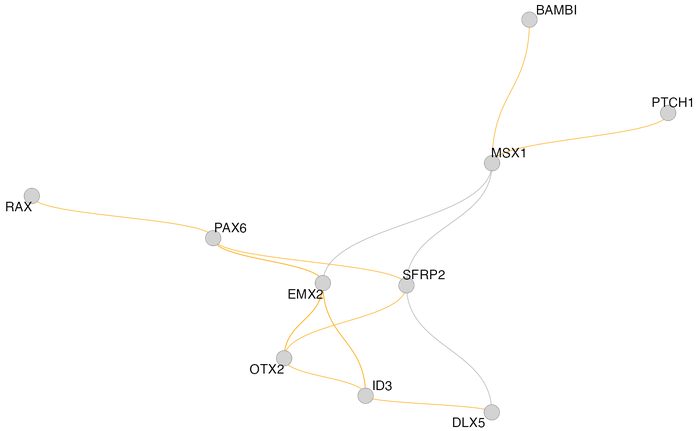 BAMBI
PTCH1
MSX1
RAX
PAX6
SFRP2
EMX2
OTX2
ID3
DLX5